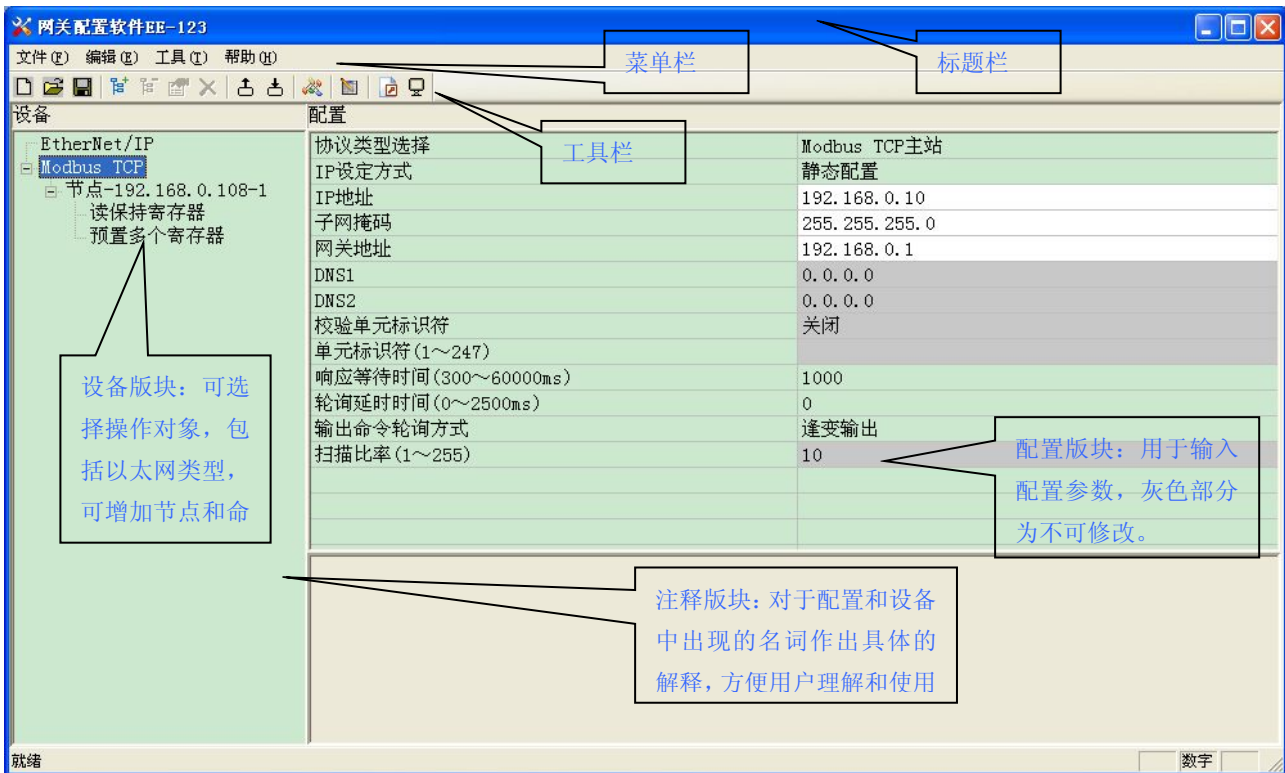 网关配置软件EE-123
文件(F) 编辑(E) 工具(T) 帮助(H)
菜单栏
标题栏
工具栏
设备
配置
EtherNet/IP
Modbus TCP
节点-192.168.0.108-1
读保持寄存器
预置多个寄存器
协议类型选择 Modbus TCP主站
IP设定方式 静态配置
IP地址 192.168.0.10
子网掩码 255.255.255.0
网关地址 192.168.0.1
DNS1 0.0.0.0
DNS2 0.0.0.0
校验单元标识符 关闭
单元标识符(1～247)
响应等待时间(300～60000ms) 1000
轮询延时时间(0～2500ms) 0
输出命令轮询方式 逢变输出
扫描比率(1～255) 10
设备版块：可选
择操作对象，包
括以太网类型，
可增加节点和命
配置版块：用于输入
配置参数，灰色部分
为不可修改。
注释版块：对于配置和设备
中出现的名词作出具体的
解释，方便用户理解和使用
就绪
数字